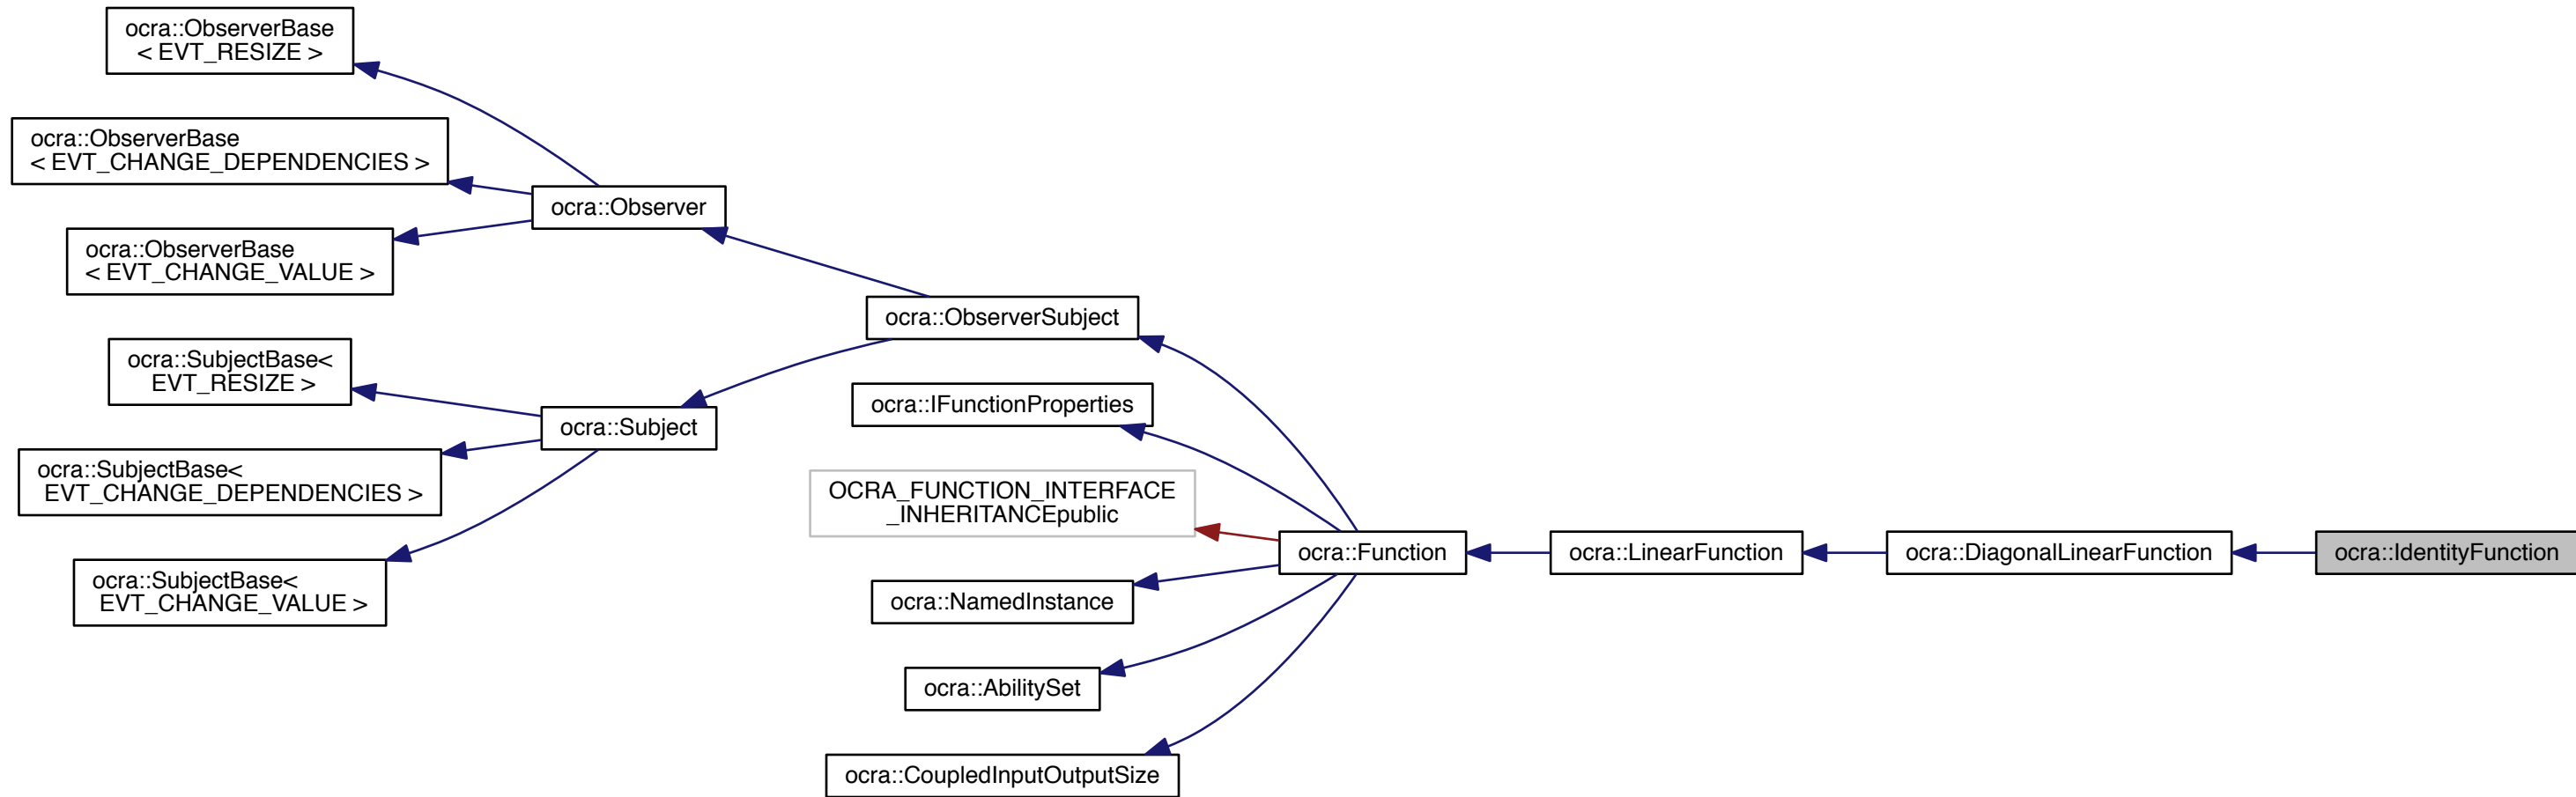 ocra::ObserverBase
< EVT_RESIZE >
ocra::ObserverBase
< EVT_CHANGE_DEPENDENCIES >
ocra::Observer
ocra::ObserverBase
< EVT_CHANGE_VALUE >
ocra::ObserverSubject
ocra::SubjectBase<
EVT_RESIZE >
ocra::IFunctionProperties
ocra::Subject
ocra::SubjectBase<
EVT_CHANGE_DEPENDENCIES >
OCRA_FUNCTION_INTERFACE
_INHERITANCEpublic
ocra::Function
ocra::LinearFunction
ocra::DiagonalLinearFunction
ocra::IdentityFunction
ocra::SubjectBase<
EVT_CHANGE_VALUE >
ocra::NamedInstance
ocra::AbilitySet
ocra::CoupledInputOutputSize